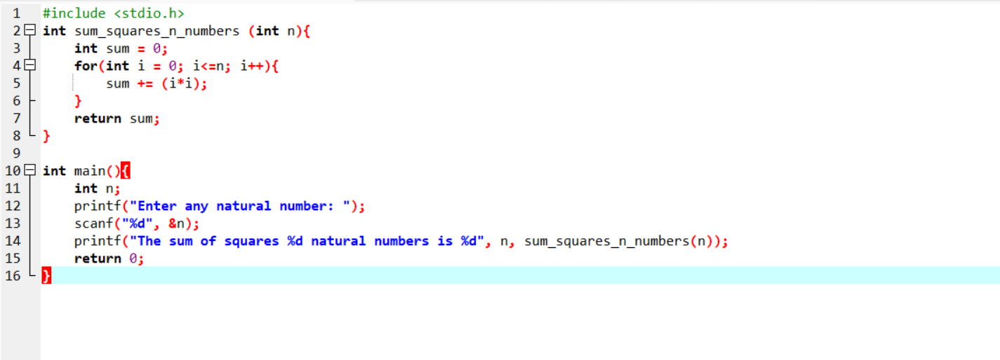 1 #include <stdio.h>
2 int sum_squares_n_numbers (int n){
3     int sum = 0;
4     for(int i = 0; i<=n; i++){
5         sum += (i*i);
6     }
7     return sum;
8 }
9
10 int main(){
11     int n;
12     printf("Enter any natural number: ");
13     scanf("%d", &n);
14     printf("The sum of squares %d natural numbers is %d", n, sum_squares_n_numbers(n));
15     return 0;
16 }